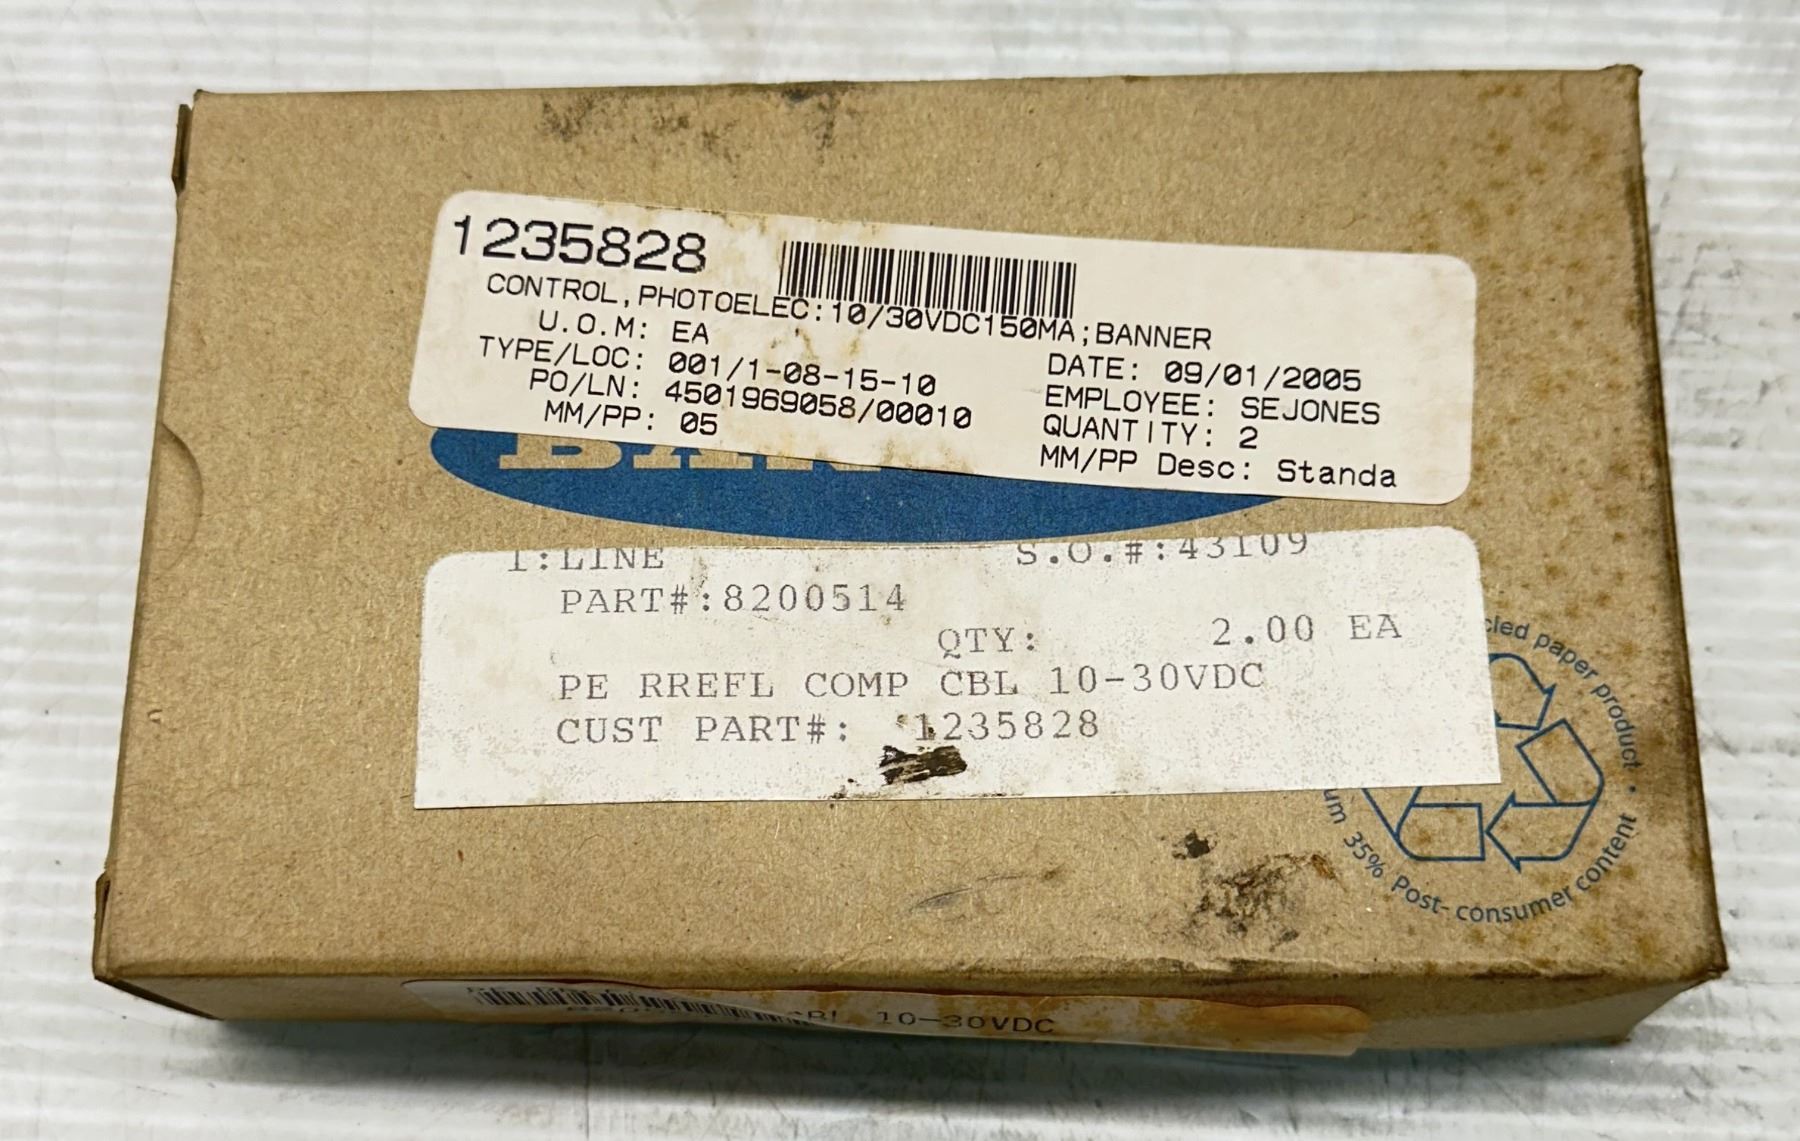 1235828
CONTROL,PHOTOELEC:10/30VDC150MA;BANNER
U.O.M: EA
TYPE/LOC: 001/1-08-15-10
PO/LN: 4501969058/00010
MM/PP: 05
DATE: 09/01/2005
EMPLOYEE: SEJONES
QUANTITY: 2
MM/PP Desc: Standa
1:LINE S.O.#:43109
PART#:8200514
QTY: 2.00 EA
PE RREFL COMP CBL 10-30VDC
CUST PART#: 1235828
cled paper product •
um 35% Post-consumer content
10-30VDC